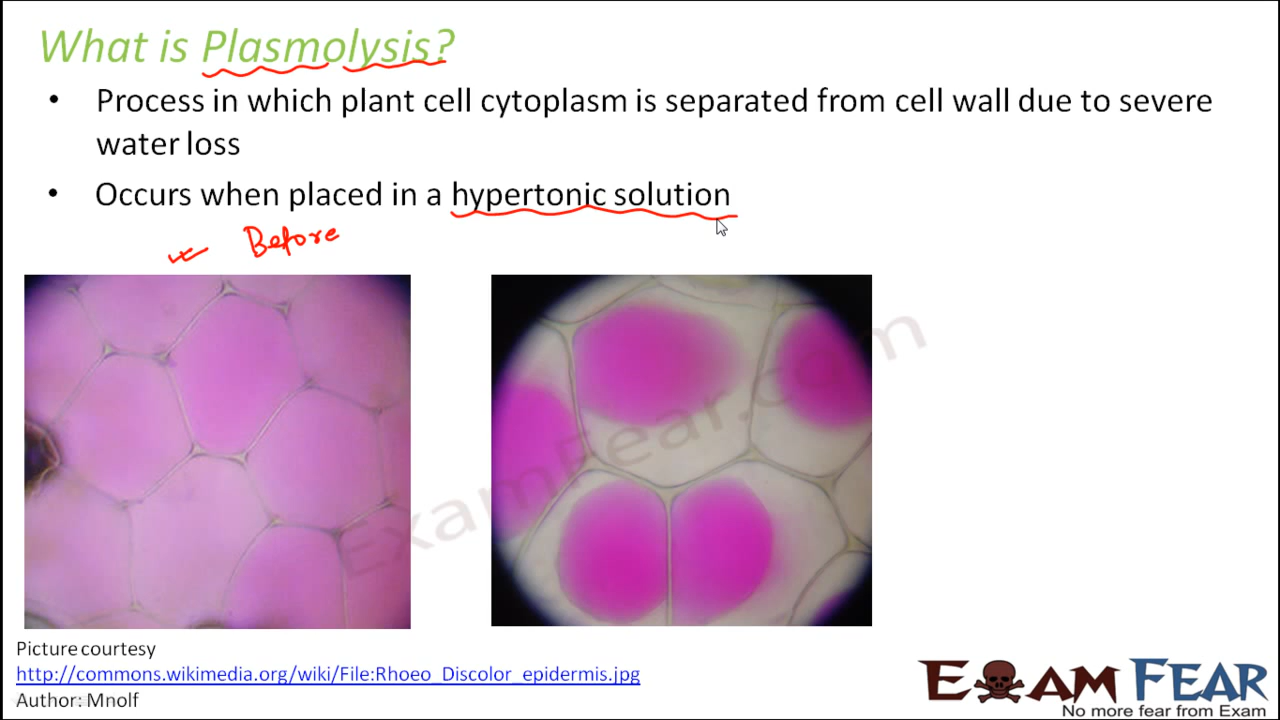 What is Plasmolysis?
• Process in which plant cell cytoplasm is separated from cell wall due to severe
water loss
• Occurs when placed in a hypertonic solution
Before
ExamFear.com
Picture courtesy
http://commons.wikimedia.org/wiki/File:Rhoeo_Discolor_epidermis.jpg
Author: Mnolf
EXAM FEAR
No more fear from Exam